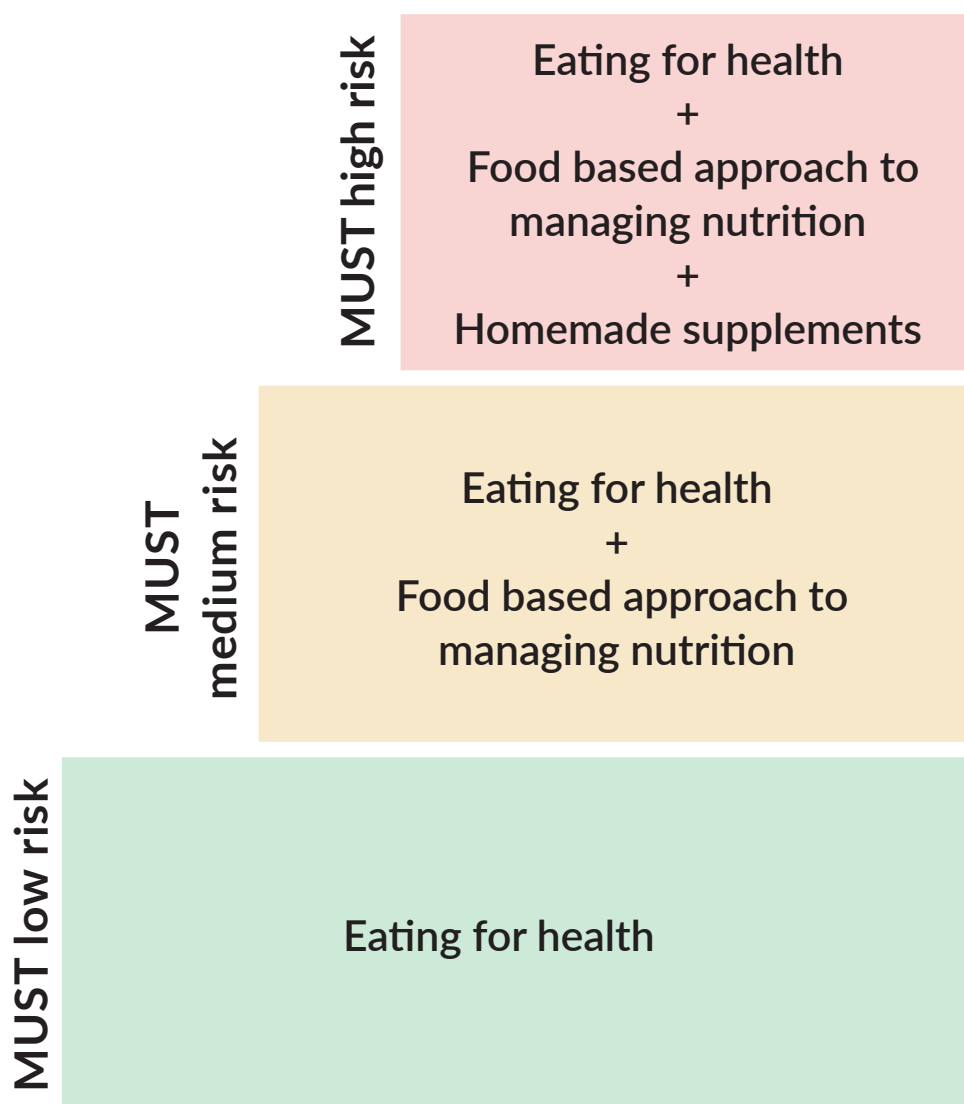 MUST high risk
Eating for health
+
Food based approach to
managing nutrition
+
Homemade supplements
MUST
medium risk
Eating for health
+
Food based approach to
managing nutrition
MUST low risk
Eating for health